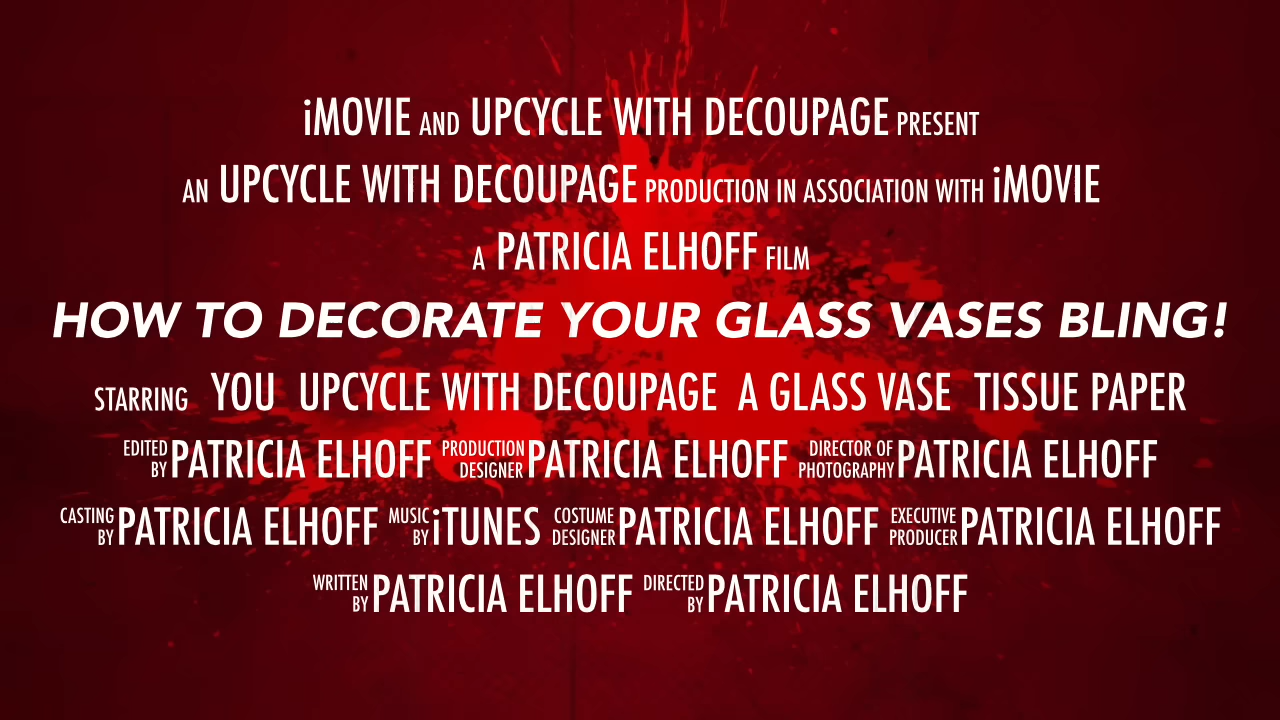 iMOVIE AND UPCYCLE WITH DECOUPAGE PRESENT
AN UPCYCLE WITH DECOUPAGE PRODUCTION IN ASSOCIATION WITH iMOVIE
A PATRICIA ELHOFF FILM
HOW TO DECORATE YOUR GLASS VASES BLING!
STARRING YOU UPCYCLE WITH DECOUPAGE A GLASS VASE TISSUE PAPER
EDITED BY PATRICIA ELHOFF PRODUCTION DESIGNER PATRICIA ELHOFF DIRECTOR OF PHOTOGRAPHY PATRICIA ELHOFF
CASTING BY PATRICIA ELHOFF MUSIC BY iTUNES COSTUME DESIGNER PATRICIA ELHOFF EXECUTIVE PRODUCER PATRICIA ELHOFF
WRITTEN BY PATRICIA ELHOFF DIRECTED BY PATRICIA ELHOFF